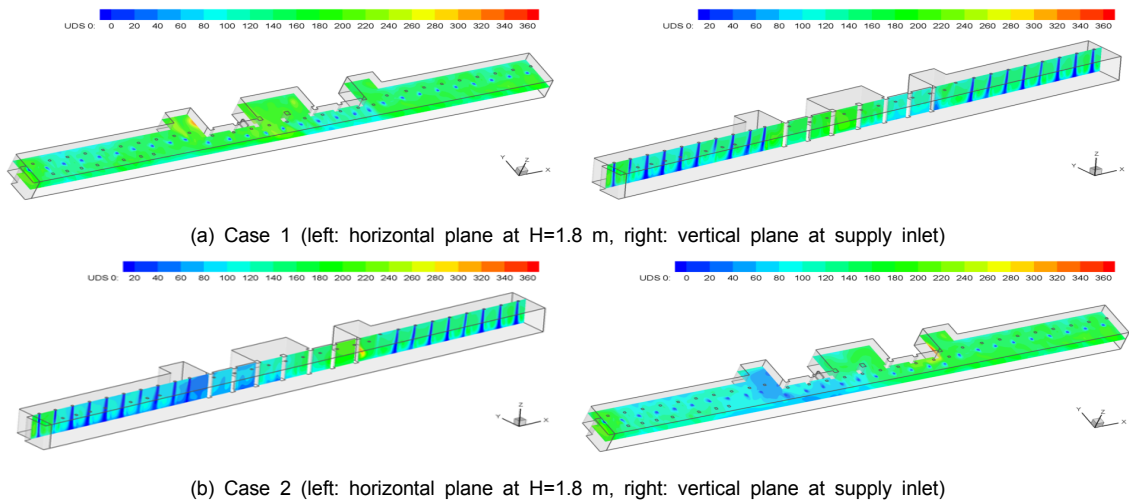 UDS 0: 0 20 40 60 80 100 120 140 160 180 200 220 240 260 280 300 320 340 360
UDS 0: 0 20 40 60 80 100 120 140 160 180 200 220 240 260 280 300 320 340 360
Y Z X
Y Z X
(a) Case 1 (left: horizontal plane at H=1.8 m, right: vertical plane at supply inlet)
UDS 0: 20 40 60 80 100 120 140 160 180 200 220 240 260 280 300 320 340 360
UDS 0: 0 20 40 60 80 100 120 140 160 180 200 220 240 260 280 300 320 340 360
Y Z X
Y Z X
(b) Case 2 (left: horizontal plane at H=1.8 m, right: vertical plane at supply inlet)